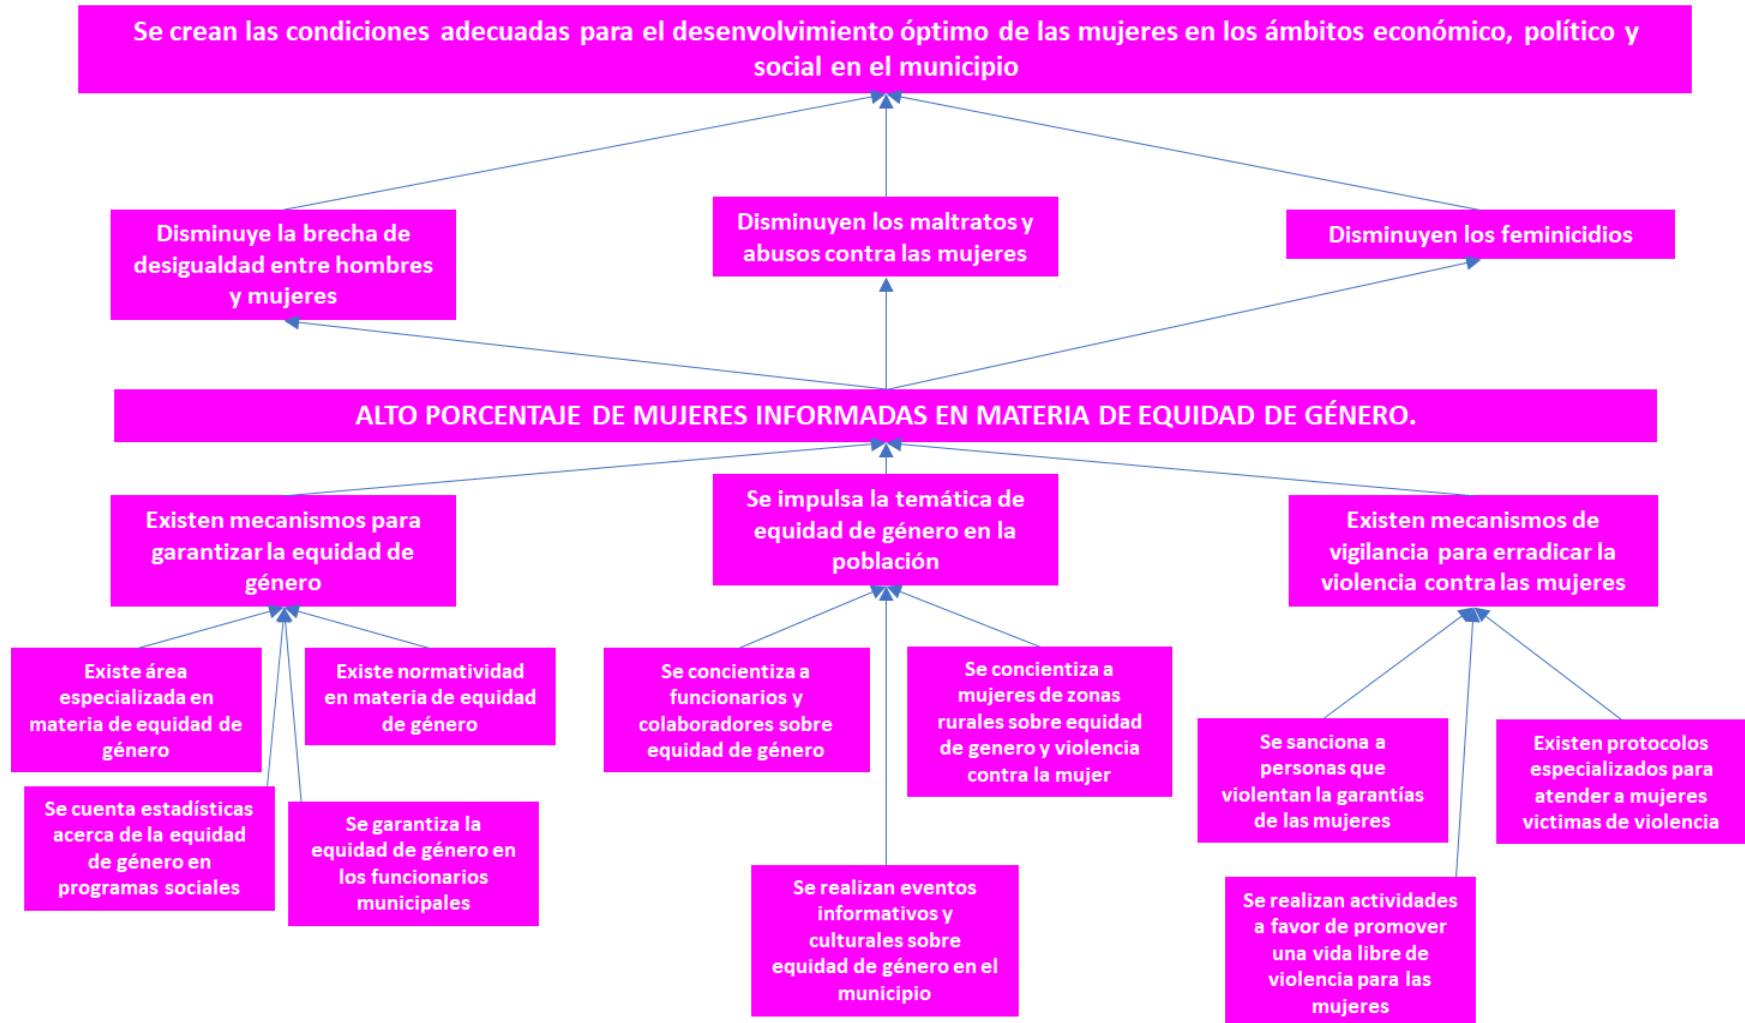 Se crean las condiciones adecuadas para el desenvolvimiento óptimo de las mujeres en los ámbitos económico, político y
social en el municipio
Disminuye la brecha de
desigualdad entre hombres
y mujeres
Disminuyen los maltratos y
abusos contra las mujeres
Disminuyen los feminicidios
ALTO PORCENTAJE DE MUJERES INFORMADAS EN MATERIA DE EQUIDAD DE GÉNERO.
Existen mecanismos para
garantizar la equidad de
género
Se impulsa la temática de
equidad de género en la
población
Existen mecanismos de
vigilancia para erradicar la
violencia contra las mujeres
Existe área
especializada en
materia de equidad de
género
Existe normatividad
en materia de equidad
de género
Se cuenta estadísticas
acerca de la equidad
de género en
programas sociales
Se garantiza la
equidad de género en
los funcionarios
municipales
Se concientiza a
funcionarios y
colaboradores sobre
equidad de género
Se concientiza a
mujeres de zonas
rurales sobre equidad
de genero y violencia
contra la mujer
Se realizan eventos
informativos y
culturales sobre
equidad de género en el
municipio
Se sanciona a
personas que
violentan la garantías
de las mujeres
Existen protocolos
especializados para
atender a mujeres
victimas de violencia
Se realizan actividades
a favor de promover
una vida libre de
violencia para las
mujeres